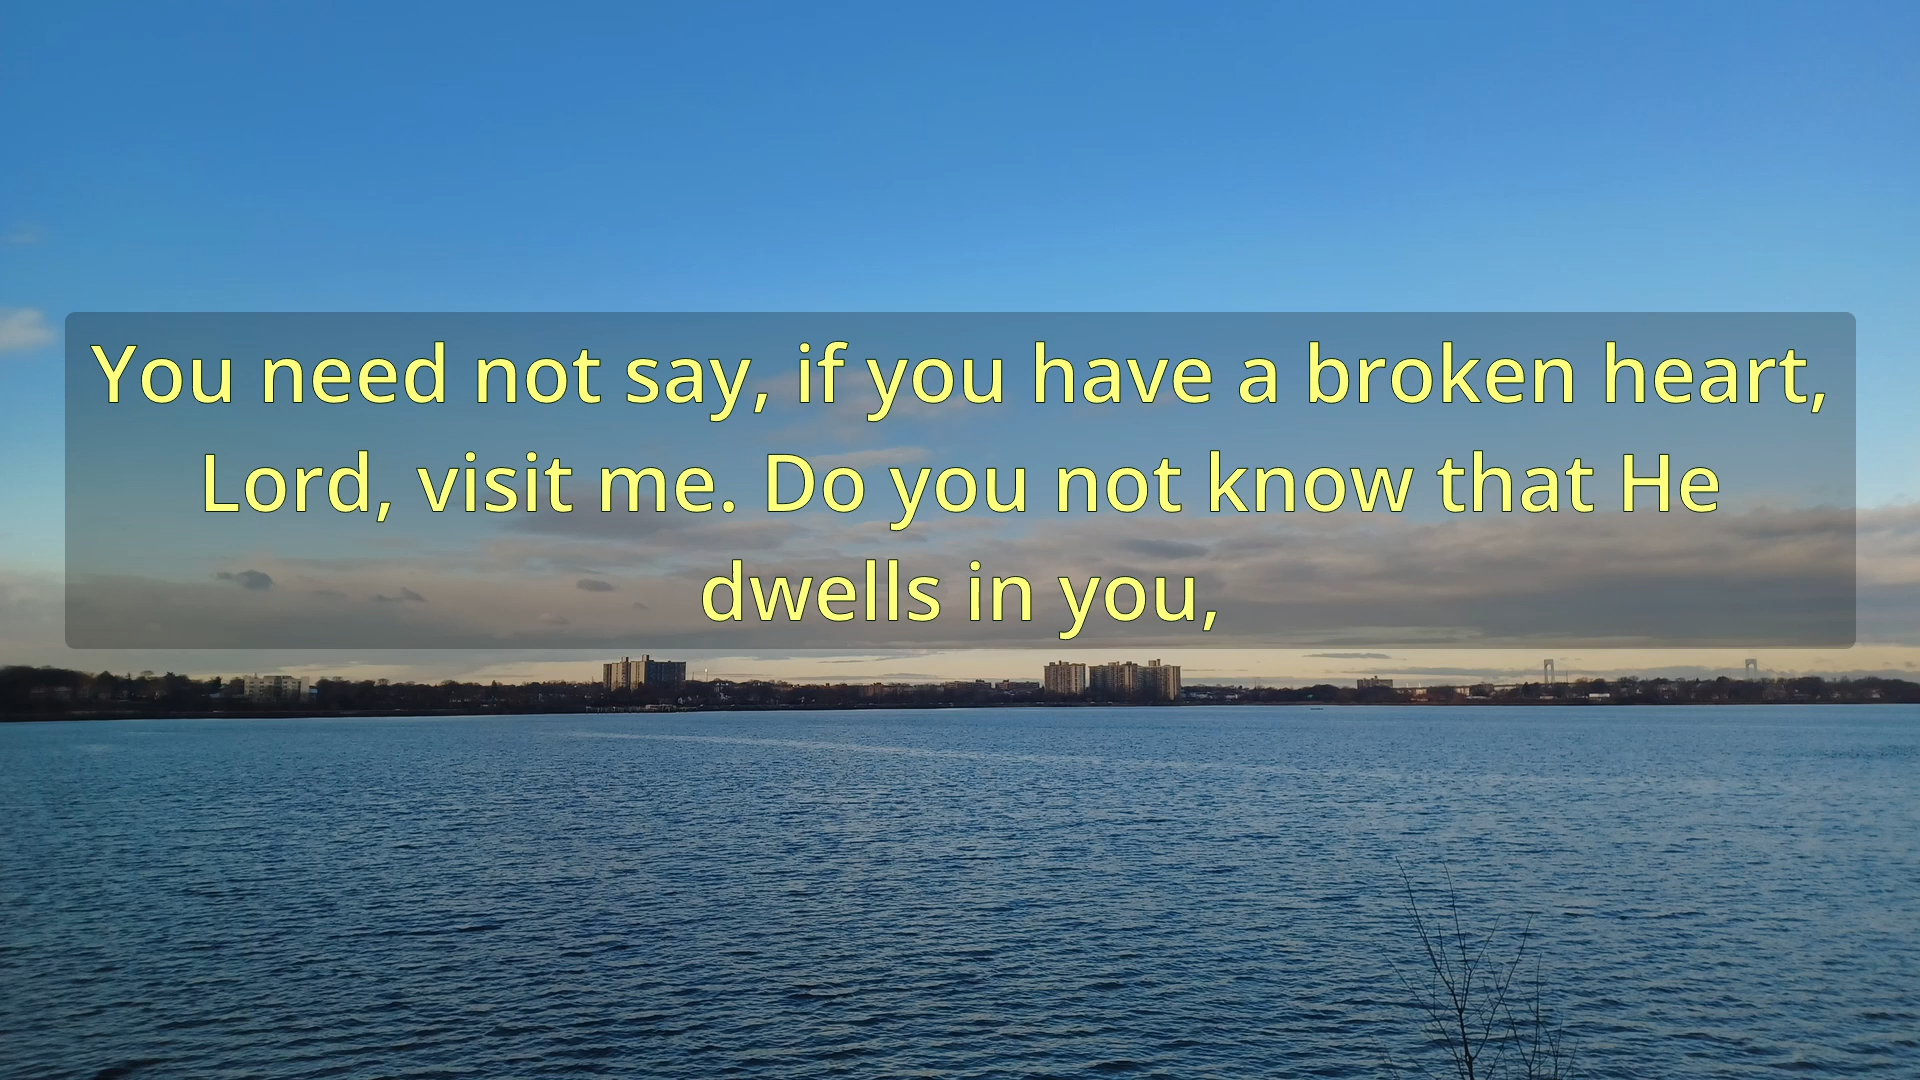 You need not say, if you have a broken heart,
Lord, visit me. Do you not know that He
dwells in you,